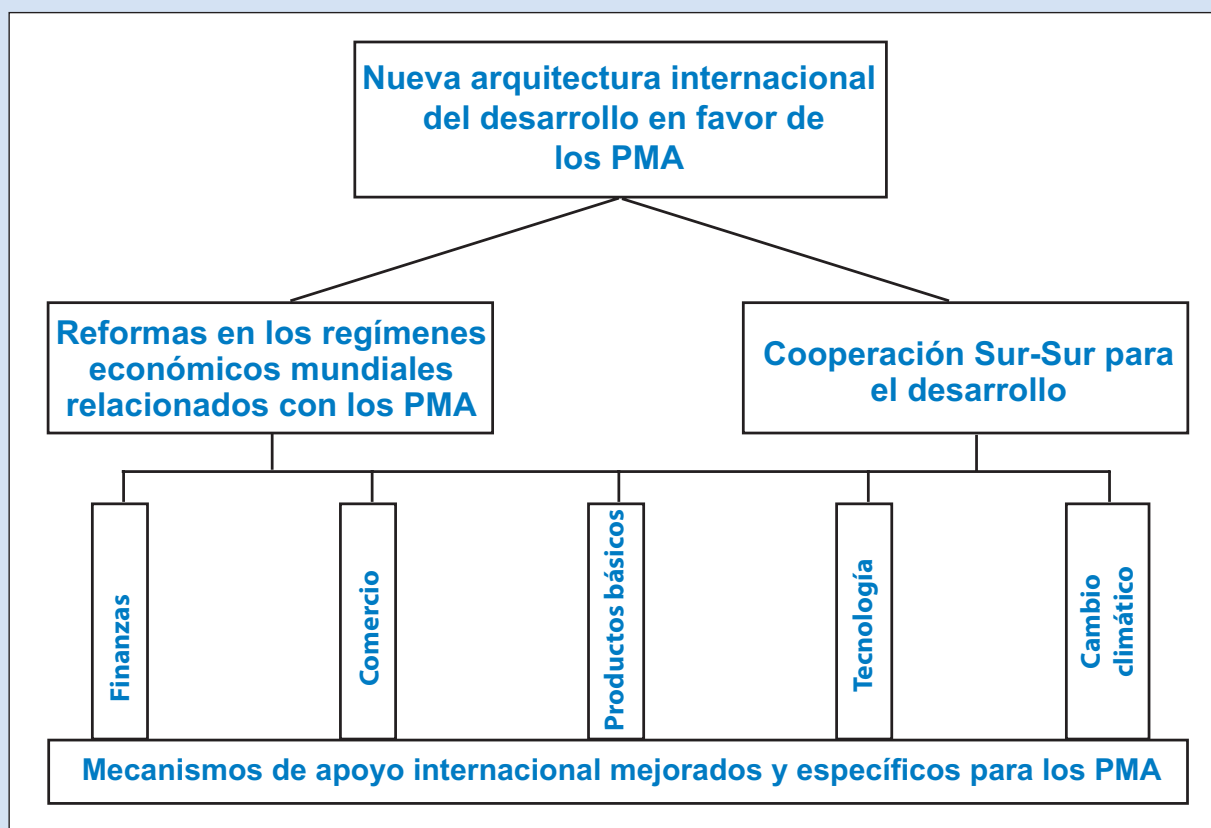 Nueva arquitectura internacional
del desarrollo en favor de
los PMA
Reformas en los regímenes
económicos mundiales
relacionados con los PMA
Cooperación Sur-Sur para
el desarrollo
Finanzas
Comercio
Productos básicos
Tecnología
Cambio
climático
Mecanismos de apoyo internacional mejorados y específicos para los PMA